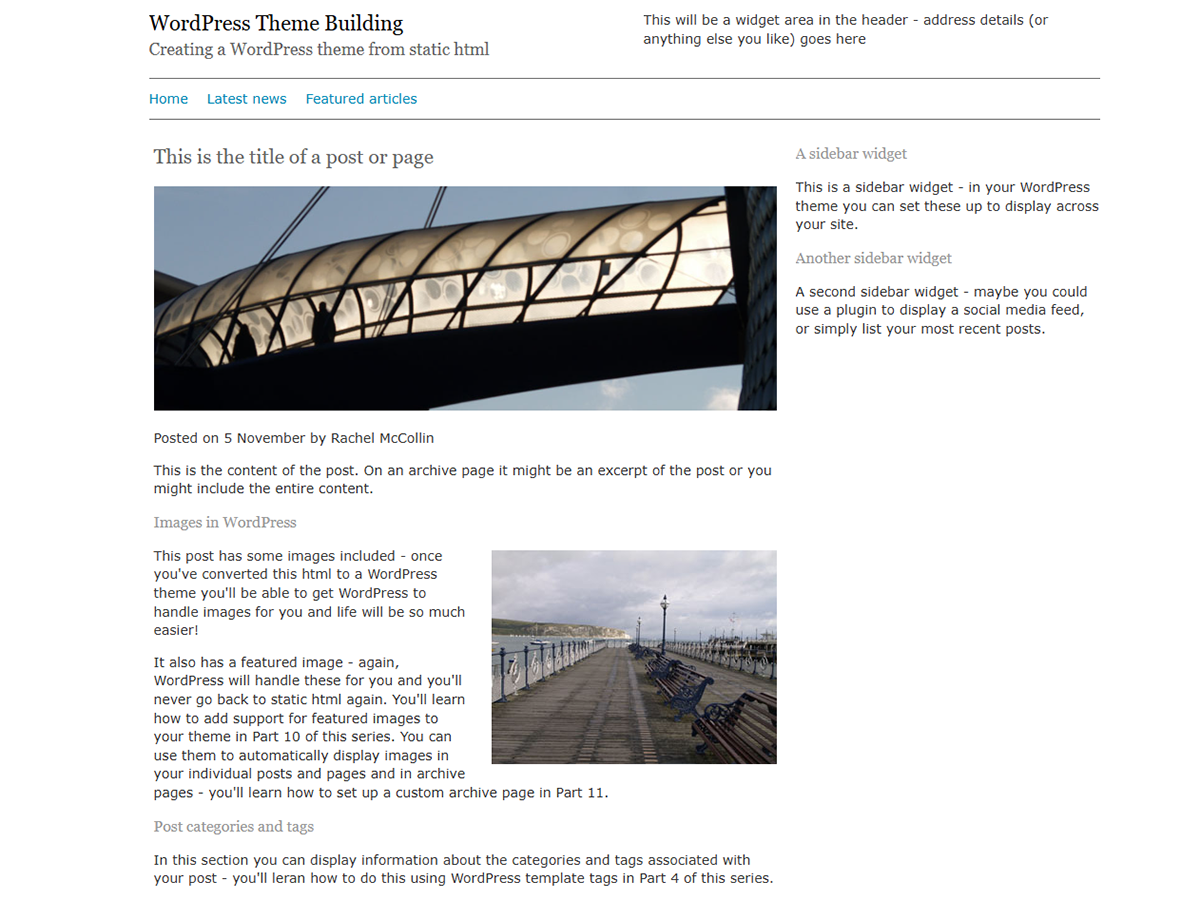 WordPress Theme Building
Creating a WordPress theme from static html
This will be a widget area in the header - address details (or
anything else you like) goes here
Home Latest news Featured articles
This is the title of a post or page
Posted on 5 November by Rachel McCollin
This is the content of the post. On an archive page it might be an excerpt of the post or you
might include the entire content.
Images in WordPress
This post has some images included - once
you've converted this html to a WordPress
theme you'll be able to get WordPress to
handle images for you and life will be so much
easier!
It also has a featured image - again,
WordPress will handle these for you and you'll
never go back to static html again. You'll learn
how to add support for featured images to
your theme in Part 10 of this series. You can
use them to automatically display images in
your individual posts and pages and in archive
pages - you'll learn how to set up a custom archive page in Part 11.
Post categories and tags
In this section you can display information about the categories and tags associated with
your post - you'll leran how to do this using WordPress template tags in Part 4 of this series.
A sidebar widget
This is a sidebar widget - in your WordPress
theme you can set these up to display across
your site.
Another sidebar widget
A second sidebar widget - maybe you could
use a plugin to display a social media feed,
or simply list your most recent posts.